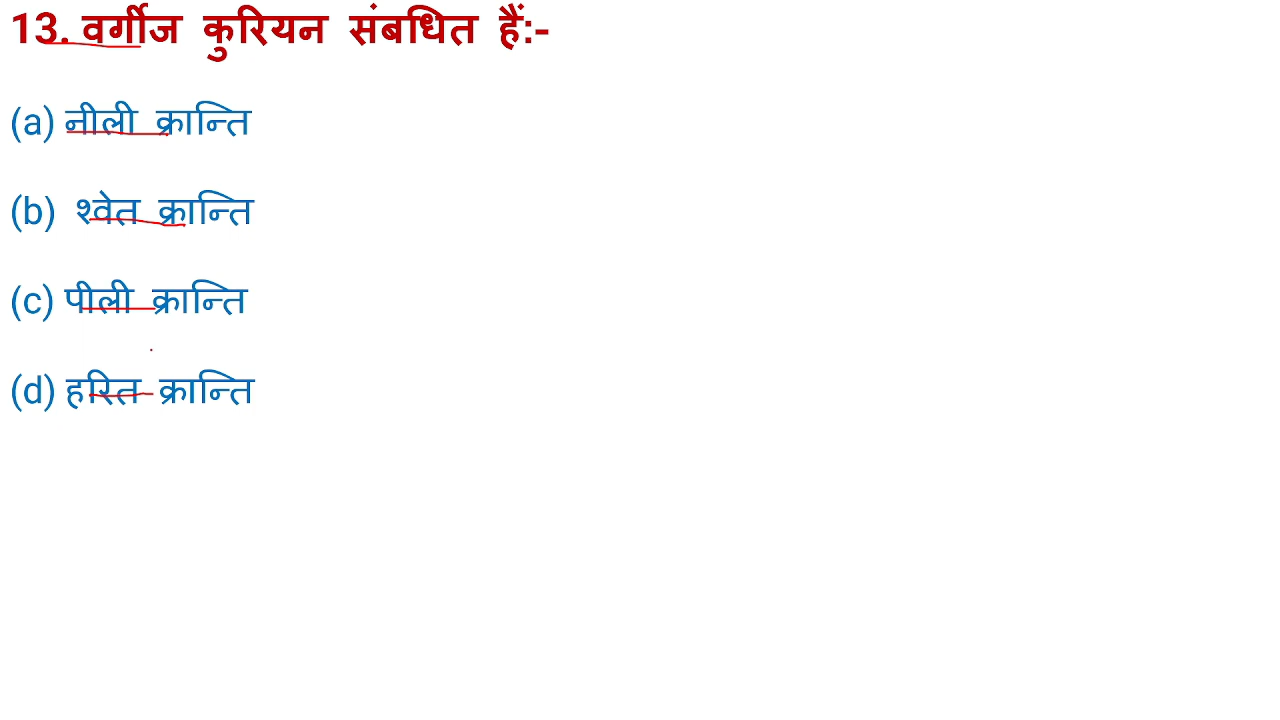 13. वर्गीज कुरियन संबधित हैं:-
(a) नीली क्रान्ति
(b) श्वेत क्रान्ति
(c) पीली क्रान्ति
(d) हरित क्रान्ति